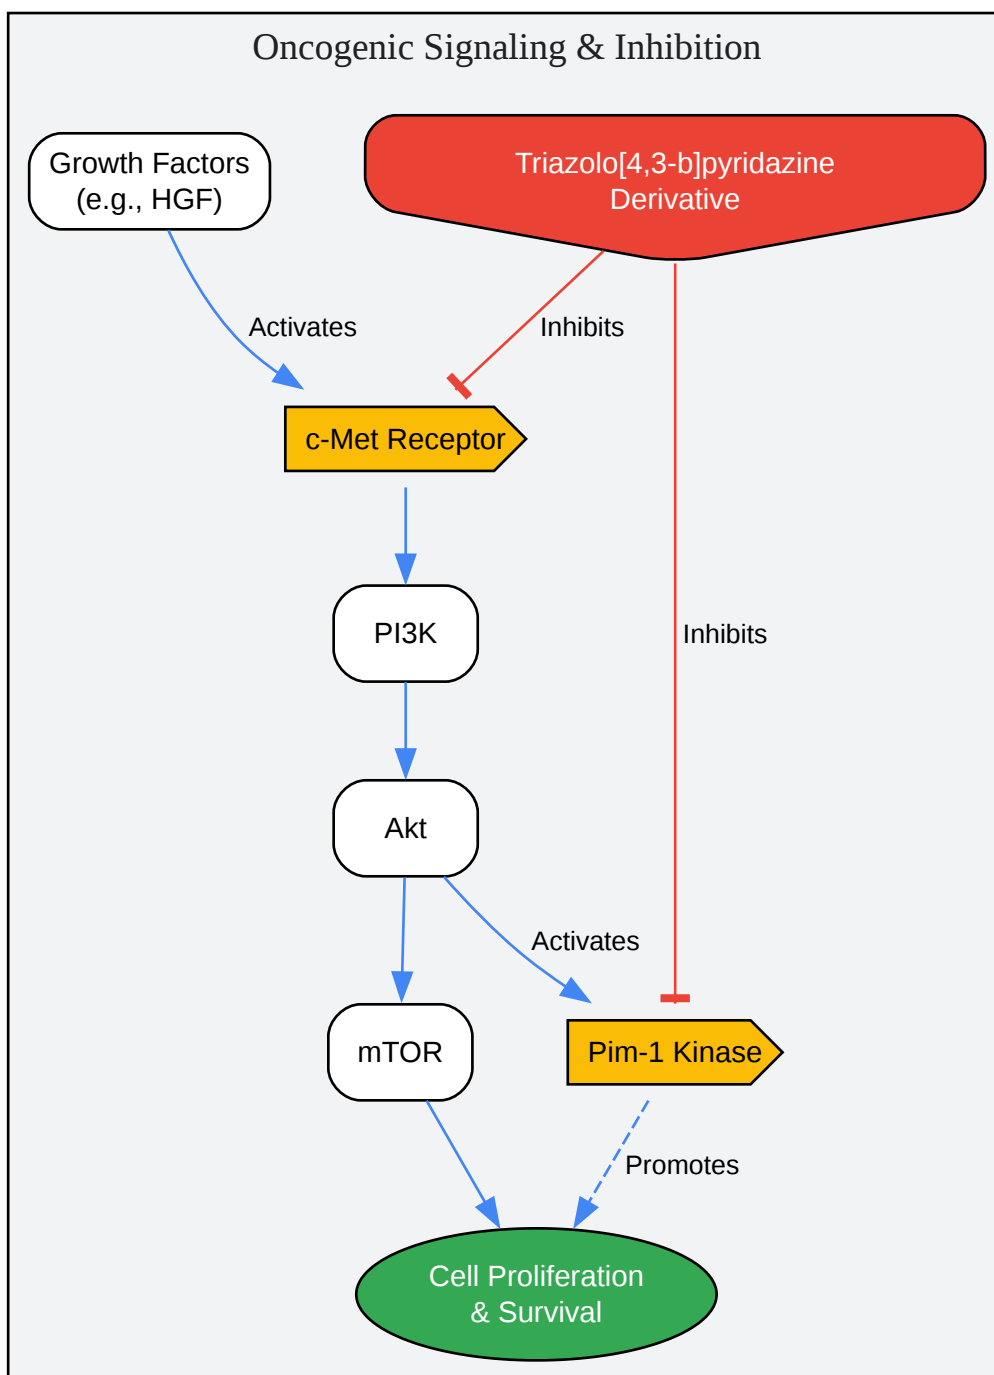 Oncogenic Signaling & Inhibition
Growth Factors
(e.g., HGF)
Triazolo[4,3-b]pyridazine
Derivative
Activates
Inhibits
c-Met Receptor
PI3K
Inhibits
Akt
Activates
mTOR
Pim-1 Kinase
Promotes
Cell Proliferation
& Survival